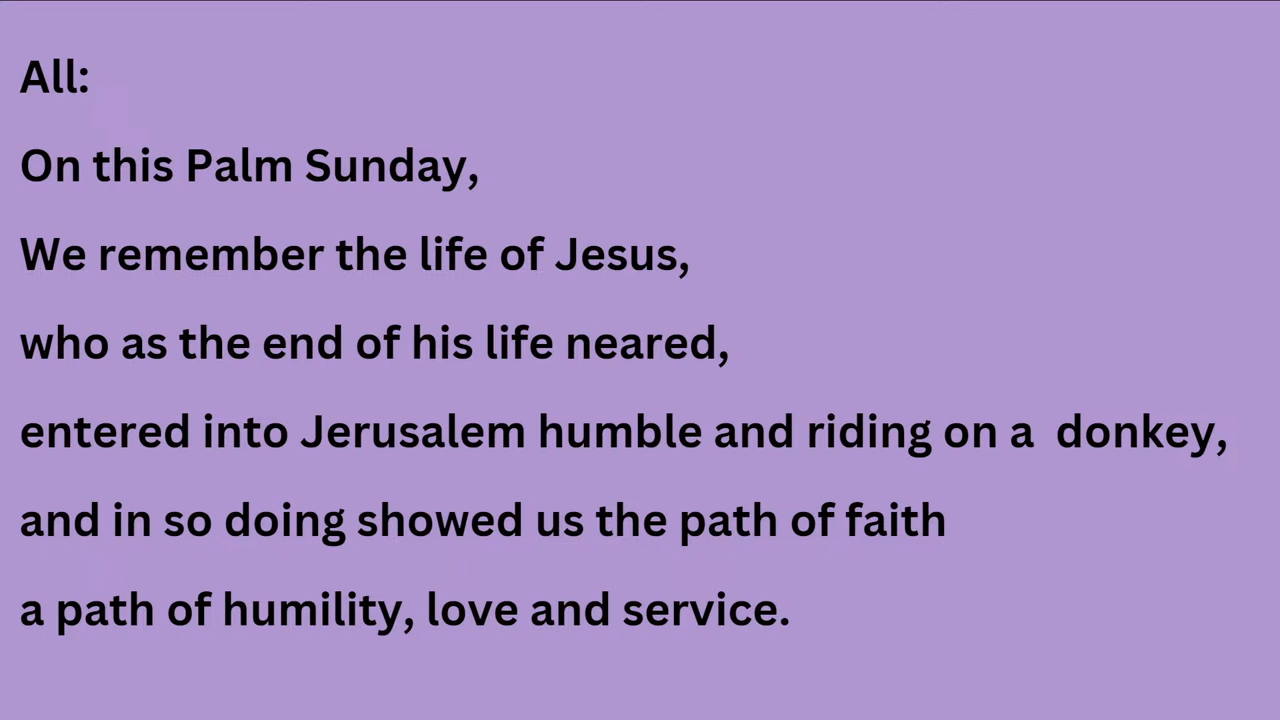 All:
On this Palm Sunday,
We remember the life of Jesus,
who as the end of his life neared,
entered into Jerusalem humble and riding on a  donkey,
and in so doing showed us the path of faith
a path of humility, love and service.